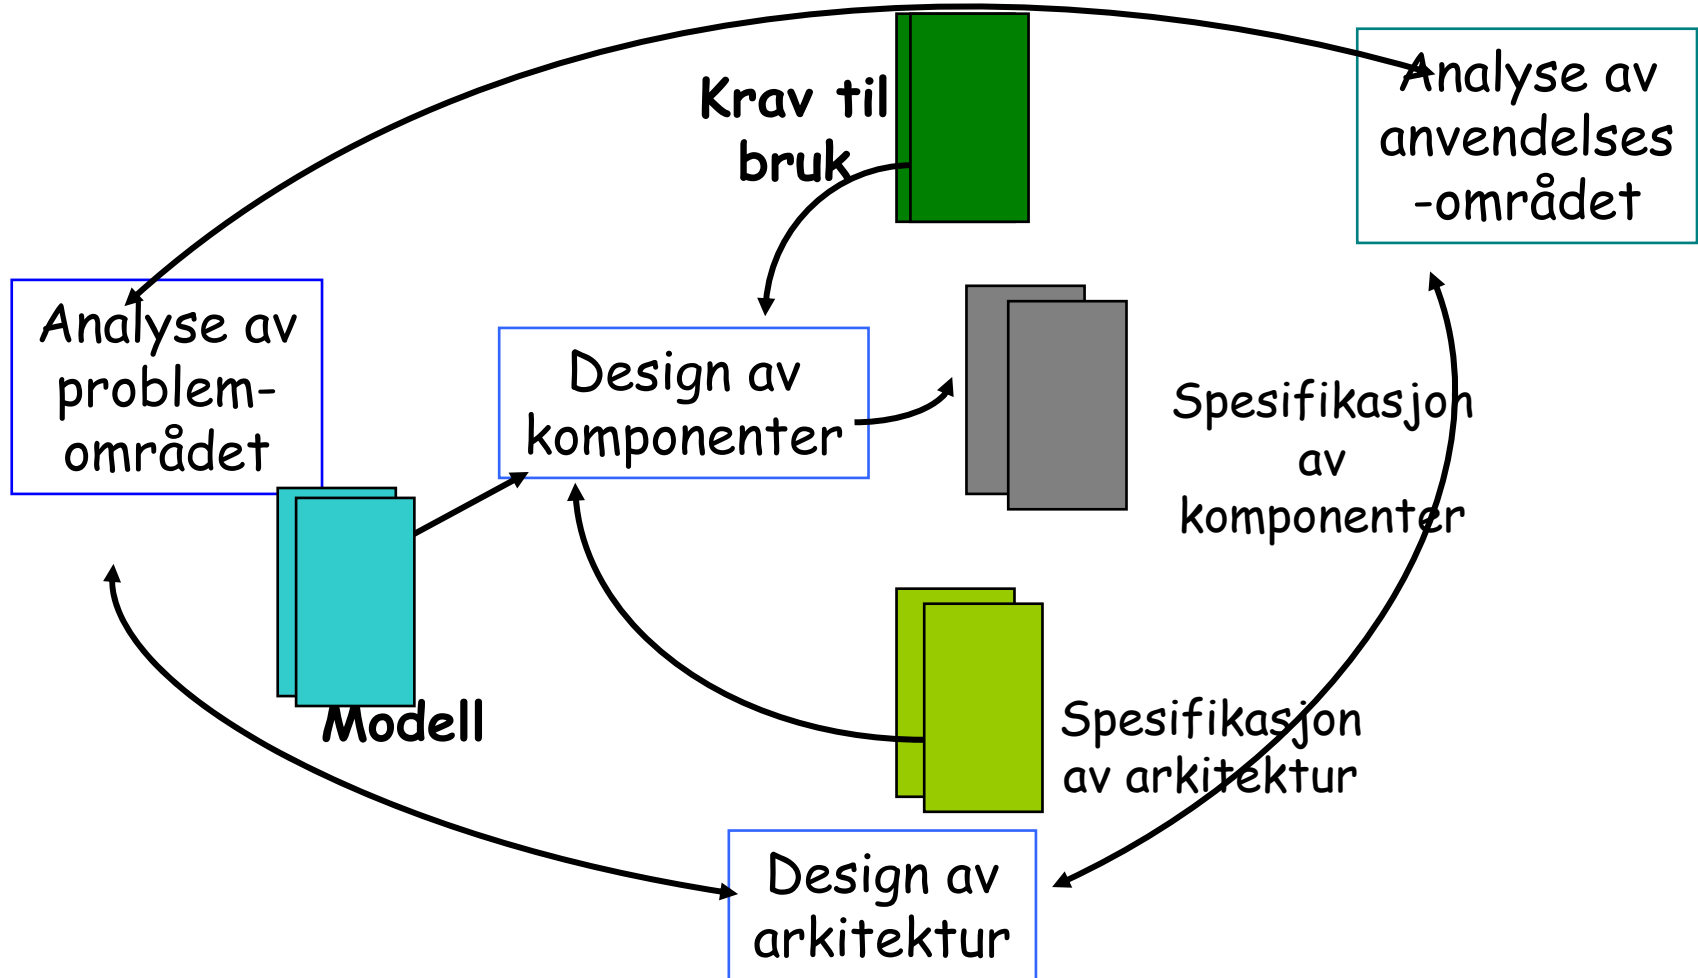 Krav til
bruk
Analyse av
anvendelses
-området
Analyse av
problem-
området
Design av
komponenter
Spesifikasjon
av
komponenter
Modell
Spesifikasjon
av arkitektur
Design av
arkitektur